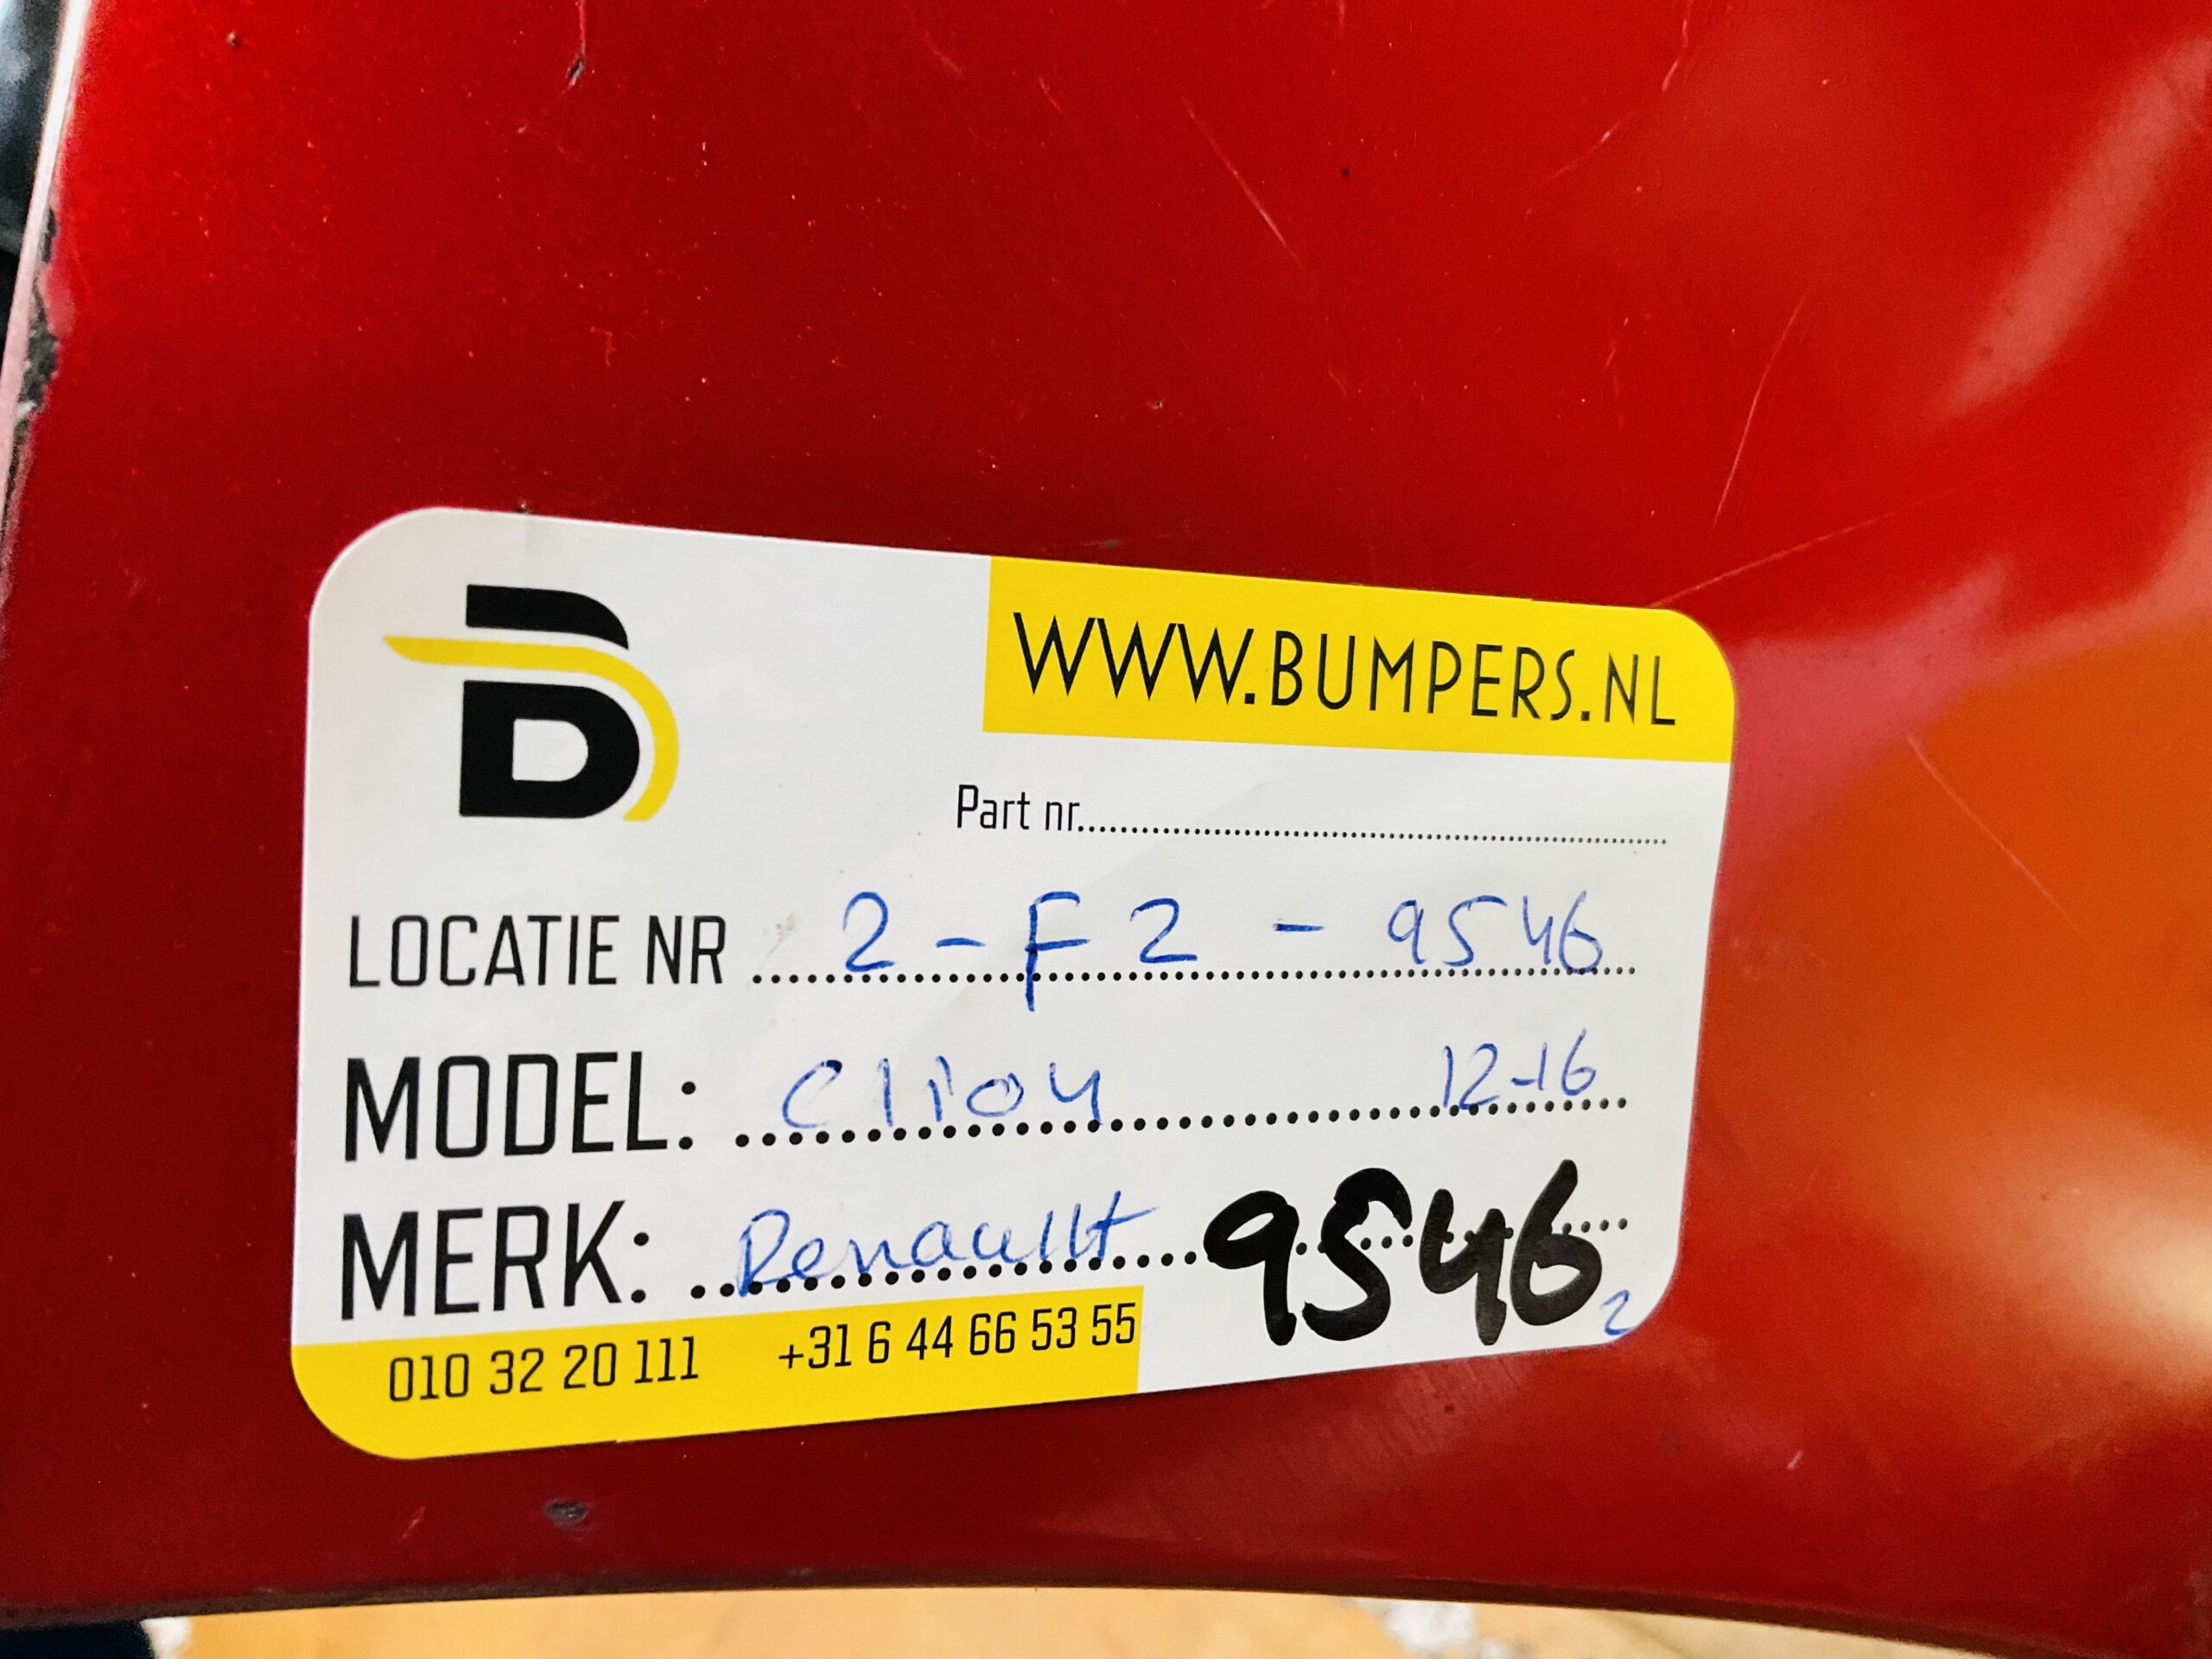 B
WWW.BUMPERS.NL
Part nr.
LOCATIE NR 2 - F2 - 9546
MODEL: Clio4 12-16
MERK: Renault 9546
2
010 32 20 111 +31 6 44 66 53 55